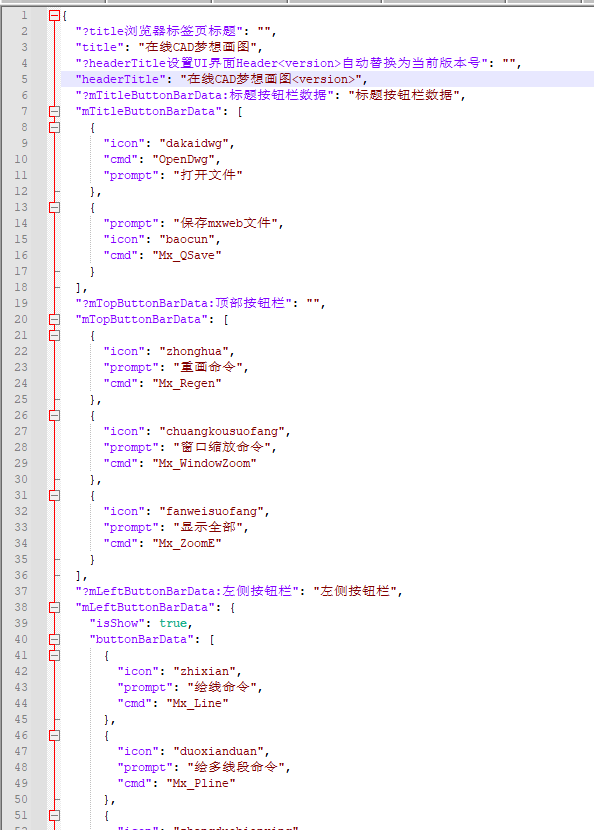 1 {
2 "?title浏览器标签页标题": "",
3 "title": "在线CAD梦想画图",
4 "?headerTitle设置UI界面Header<version>自动替换为当前版本号": "",
5 "headerTitle": "在线CAD梦想画图<version>",
6 "?mTitleButtonBarData:标题按钮栏数据": "标题按钮栏数据",
7 "mTitleButtonBarData": [
8 {
9 "icon": "dakaidwg",
10 "cmd": "OpenDwg",
11 "prompt": "打开文件"
12 },
13 {
14 "prompt": "保存mxweb文件",
15 "icon": "baocun",
16 "cmd": "Mx_QSave"
17 }
18 ],
19 "?mTopButtonBarData:顶部按钮栏": "",
20 "mTopButtonBarData": [
21 {
22 "icon": "zhonghua",
23 "prompt": "重画命令",
24 "cmd": "Mx_Regen"
25 },
26 {
27 "icon": "chuangkousuofang",
28 "prompt": "窗口缩放命令",
29 "cmd": "Mx_WindowZoom"
30 },
31 {
32 "icon": "fanweisuofang",
33 "prompt": "显示全部",
34 "cmd": "Mx_ZoomE"
35 }
36 ],
37 "?mLeftButtonBarData:左侧按钮栏": "左侧按钮栏",
38 "mLeftButtonBarData": {
39 "isShow": true,
40 "buttonBarData": [
41 {
42 "icon": "zhixian",
43 "prompt": "绘线命令",
44 "cmd": "Mx_Line"
45 },
46 {
47 "icon": "duoxianduan",
48 "prompt": "绘多线段命令",
49 "cmd": "Mx_Pline"
50 },
51 {